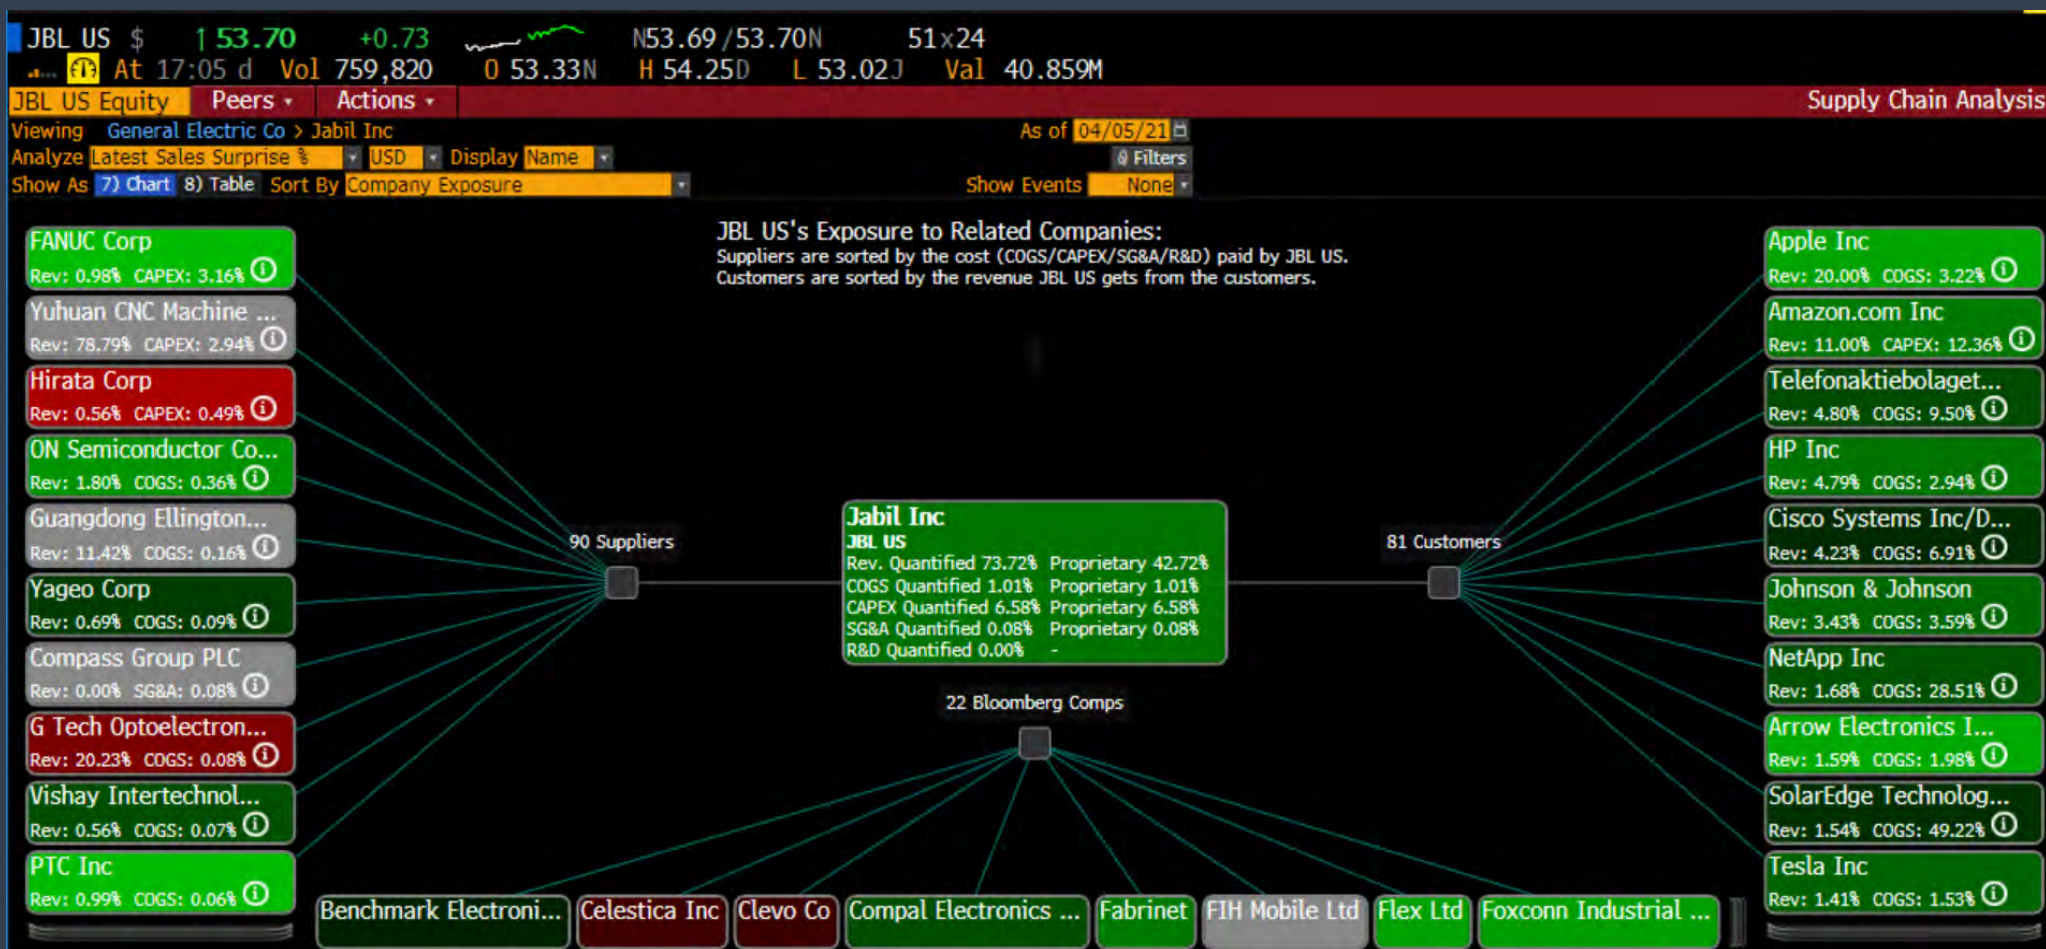 JBL US $ ↑53.70 +0.73 N53.69/53.70N 51x24
At 17:05 d Vol 759,820 O 53.33N H 54.25D L 53.02J Val 40.859M
JBL US Equity Peers Actions Supply Chain Analysis
Viewing General Electric Co > Jabil Inc As of 04/05/21
Analyze Latest Sales Surprise % USD Display Name Filters
Show As 7) Chart 8) Table Sort By Company Exposure Show Events None
JBL US's Exposure to Related Companies:
Suppliers are sorted by the cost (COGS/CAPEX/SG&A/R&D) paid by JBL US.
Customers are sorted by the revenue JBL US gets from the customers.
FANUC Corp
Rev: 0.98% CAPEX: 3.16%
Yuhuan CNC Machine ...
Rev: 78.79% CAPEX: 2.94%
Hirata Corp
Rev: 0.56% CAPEX: 0.49%
ON Semiconductor Co...
Rev: 1.80% COGS: 0.36%
Guangdong Ellington...
Rev: 11.42% COGS: 0.16%
Yageo Corp
Rev: 0.69% COGS: 0.09%
Compass Group PLC
Rev: 0.00% SG&A: 0.08%
G Tech Optoelectron...
Rev: 20.23% COGS: 0.08%
Vishay Intertechnol...
Rev: 0.56% COGS: 0.07%
PTC Inc
Rev: 0.99% COGS: 0.06%
90 Suppliers
Jabil Inc
JBL US
Rev. Quantified 73.72% Proprietary 42.72%
COGS Quantified 1.01% Proprietary 1.01%
CAPEX Quantified 6.58% Proprietary 6.58%
SG&A Quantified 0.08% Proprietary 0.08%
R&D Quantified 0.00% -
81 Customers
22 Bloomberg Comps
Apple Inc
Rev: 20.00% COGS: 3.22%
Amazon.com Inc
Rev: 11.00% CAPEX: 12.36%
Telefonaktiebolaget...
Rev: 4.80% COGS: 9.50%
HP Inc
Rev: 4.79% COGS: 2.94%
Cisco Systems Inc/D...
Rev: 4.23% COGS: 6.91%
Johnson & Johnson
Rev: 3.43% COGS: 3.59%
NetApp Inc
Rev: 1.68% COGS: 28.51%
Arrow Electronics I...
Rev: 1.59% COGS: 1.98%
SolarEdge Technolog...
Rev: 1.54% COGS: 49.22%
Tesla Inc
Rev: 1.41% COGS: 1.53%
Benchmark Electroni... Celestica Inc Clevo Co Compal Electronics ... Fabrinet FIH Mobile Ltd Flex Ltd Foxconn Industrial ...